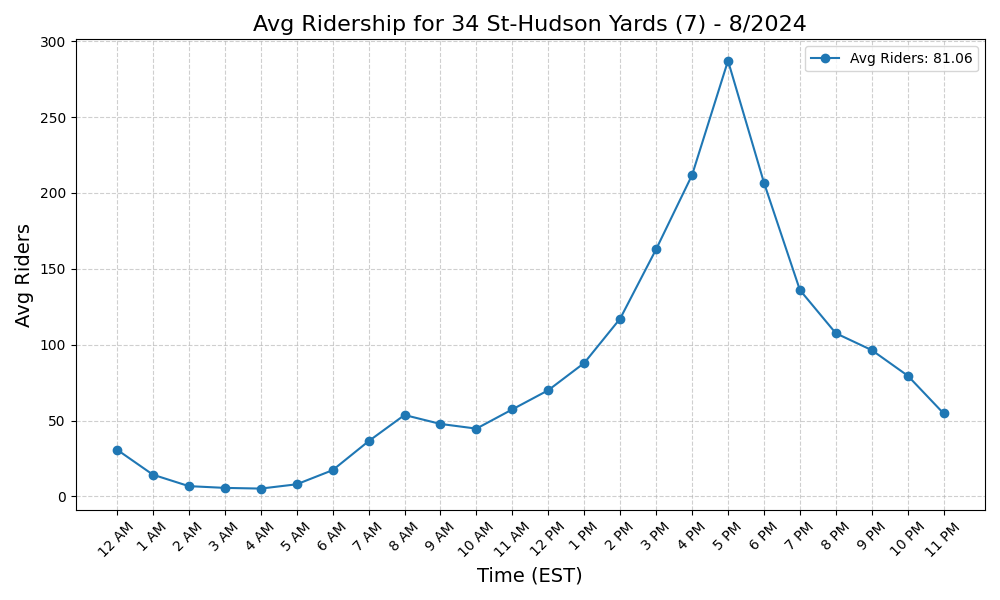 Avg Ridership for 34 St-Hudson Yards (7) - 8/2024
Avg Riders: 81.06
Avg Riders
300
250
200
150
100
50
0
12 AM
1 AM
2 AM
3 AM
4 AM
5 AM
6 AM
7 AM
8 AM
9 AM
10 AM
11 AM
12 PM
1 PM
2 PM
3 PM
4 PM
5 PM
6 PM
7 PM
8 PM
9 PM
10 PM
11 PM
Time (EST)